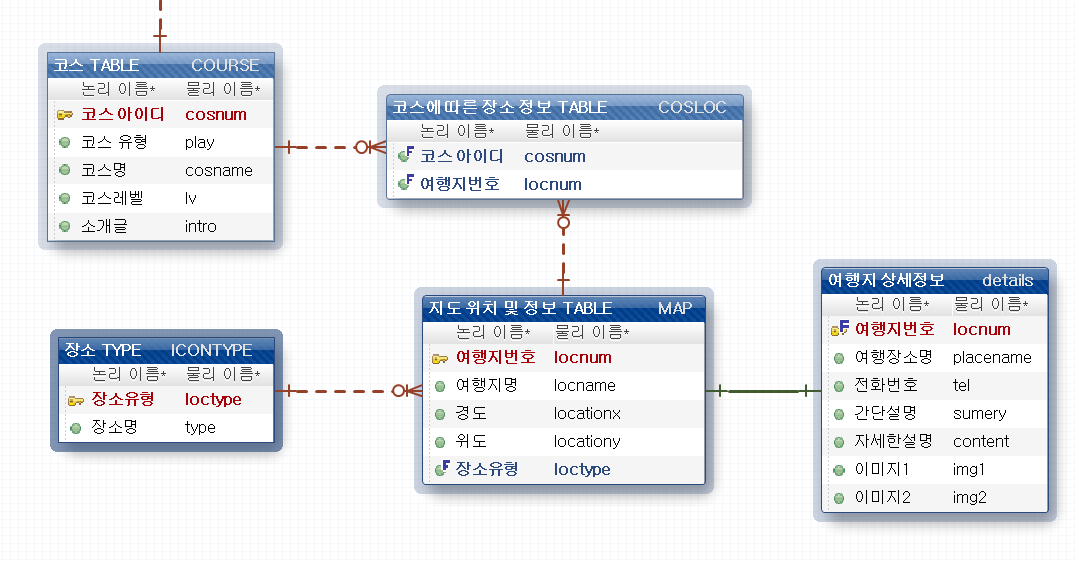 코스 TABLE COURSE
논리 이름* 물리 이름*
코스 아이디 cosnum
코스 유형 play
코스명 cosname
코스레벨 lv
소개글 intro
코스에 따른 장소 정보 TABLE COSLOC
논리 이름* 물리 이름*
F 코스 아이디 cosnum
F 여행지번호 locnum
장소 TYPE ICONTYPE
논리 이름* 물리 이름*
장소유형 loctype
장소명 type
지도 위치 및 정보 TABLE MAP
논리 이름* 물리 이름*
여행지번호 locnum
여행지명 locname
경도 locationx
위도 locationy
F 장소유형 loctype
여행지 상세정보 details
논리 이름* 물리 이름*
F 여행지번호 locnum
여행장소명 placename
전화번호 tel
간단설명 sumery
자세한설명 content
이미지1 img1
이미지2 img2